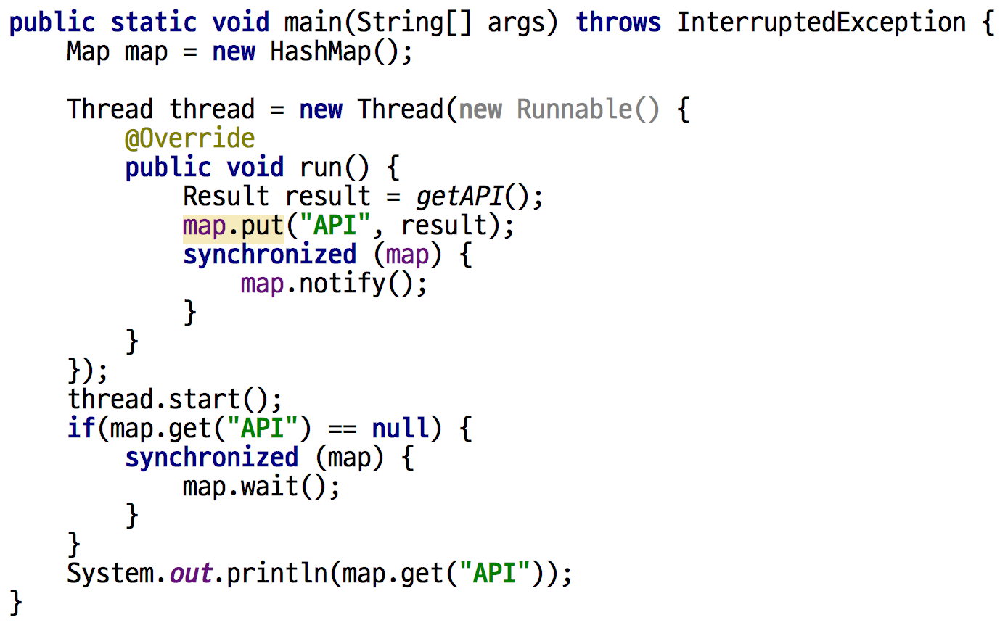 public static void main(String[] args) throws InterruptedException {
    Map map = new HashMap();

    Thread thread = new Thread(new Runnable() {
        @Override
        public void run() {
            Result result = getAPI();
            map.put("API", result);
            synchronized (map) {
                map.notify();
            }
        }
    });
    thread.start();
    if(map.get("API") == null) {
        synchronized (map) {
            map.wait();
        }
    }
    System.out.println(map.get("API"));
}